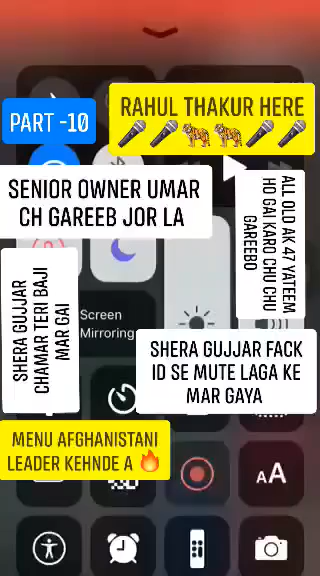 RAHUL THAKUR HERE
🎤🎤🐅🐅🎤🎤
PART -10
SENIOR OWNER UMAR
CH GAREEB JOR LA
ALL OLD AK 47 YATEEM
HO GAI KARO CHU CHU
GAREEBO
SHERA GUJJAR
CHAMAR TERI BAJI
MAR GAI
Screen
Mirroring
SHERA GUJJAR FACK
ID SE MUTE LAGA KE
MAR GAYA
MENU AFGHANISTANI
LEADER KEHNDE A 🔥
AA